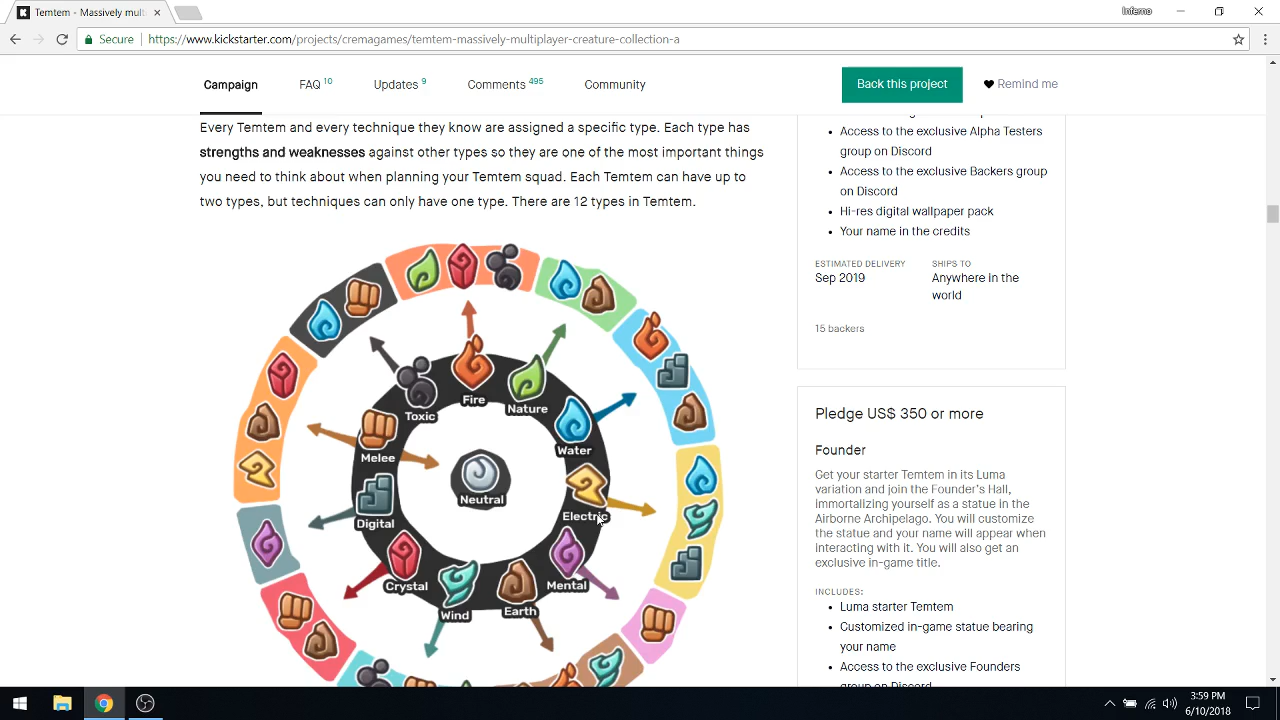 Temtem - Massively mult
Inferno
Secure
https://www.kickstarter.com/projects/cremagames/temtem-massively-multiplayer-creature-collection-a
Campaign
FAQ 10
Updates 9
Comments 495
Community
Back this project
Remind me
Every Temtem and every technique they know are assigned a specific type. Each type has
strengths and weaknesses against other types so they are one of the most important things
you need to think about when planning your Temtem squad. Each Temtem can have up to
two types, but techniques can only have one type. There are 12 types in Temtem.
Toxic
Fire
Nature
Melee
Water
Neutral
Digital
Electric
Crystal
Mental
Wind
Earth
Access to the exclusive Alpha Testers
group on Discord
Access to the exclusive Backers group
on Discord
Hi-res digital wallpaper pack
Your name in the credits
ESTIMATED DELIVERY
Sep 2019
SHIPS TO
Anywhere in the
world
15 backers
Pledge US$ 350 or more
Founder
Get your starter Temtem in its Luma
variation and join the Founder's Hall,
immortalizing yourself as a statue in the
Airborne Archipelago. You will customize
the statue and your name will appear when
interacting with it. You will also get an
exclusive in-game title.
INCLUDES:
Luma starter Temtem
Customized in-game statue bearing
your name
Access to the exclusive Founders
group on Discord
3:59 PM
6/10/2018